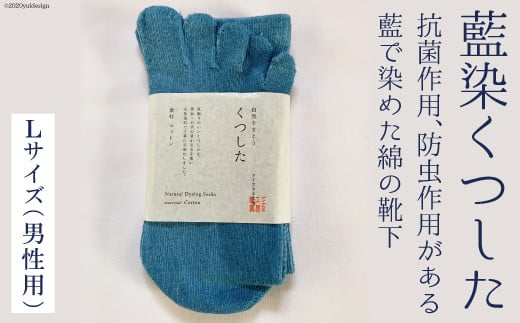 ©2020yuidesign
藍染くつした
抗菌作用、防虫作用がある
藍で染めた綿の靴下
Lサイズ（男性用）
自然をまとう
くつした
素材 コットン
Natural Dyeing Socks
material Cotton